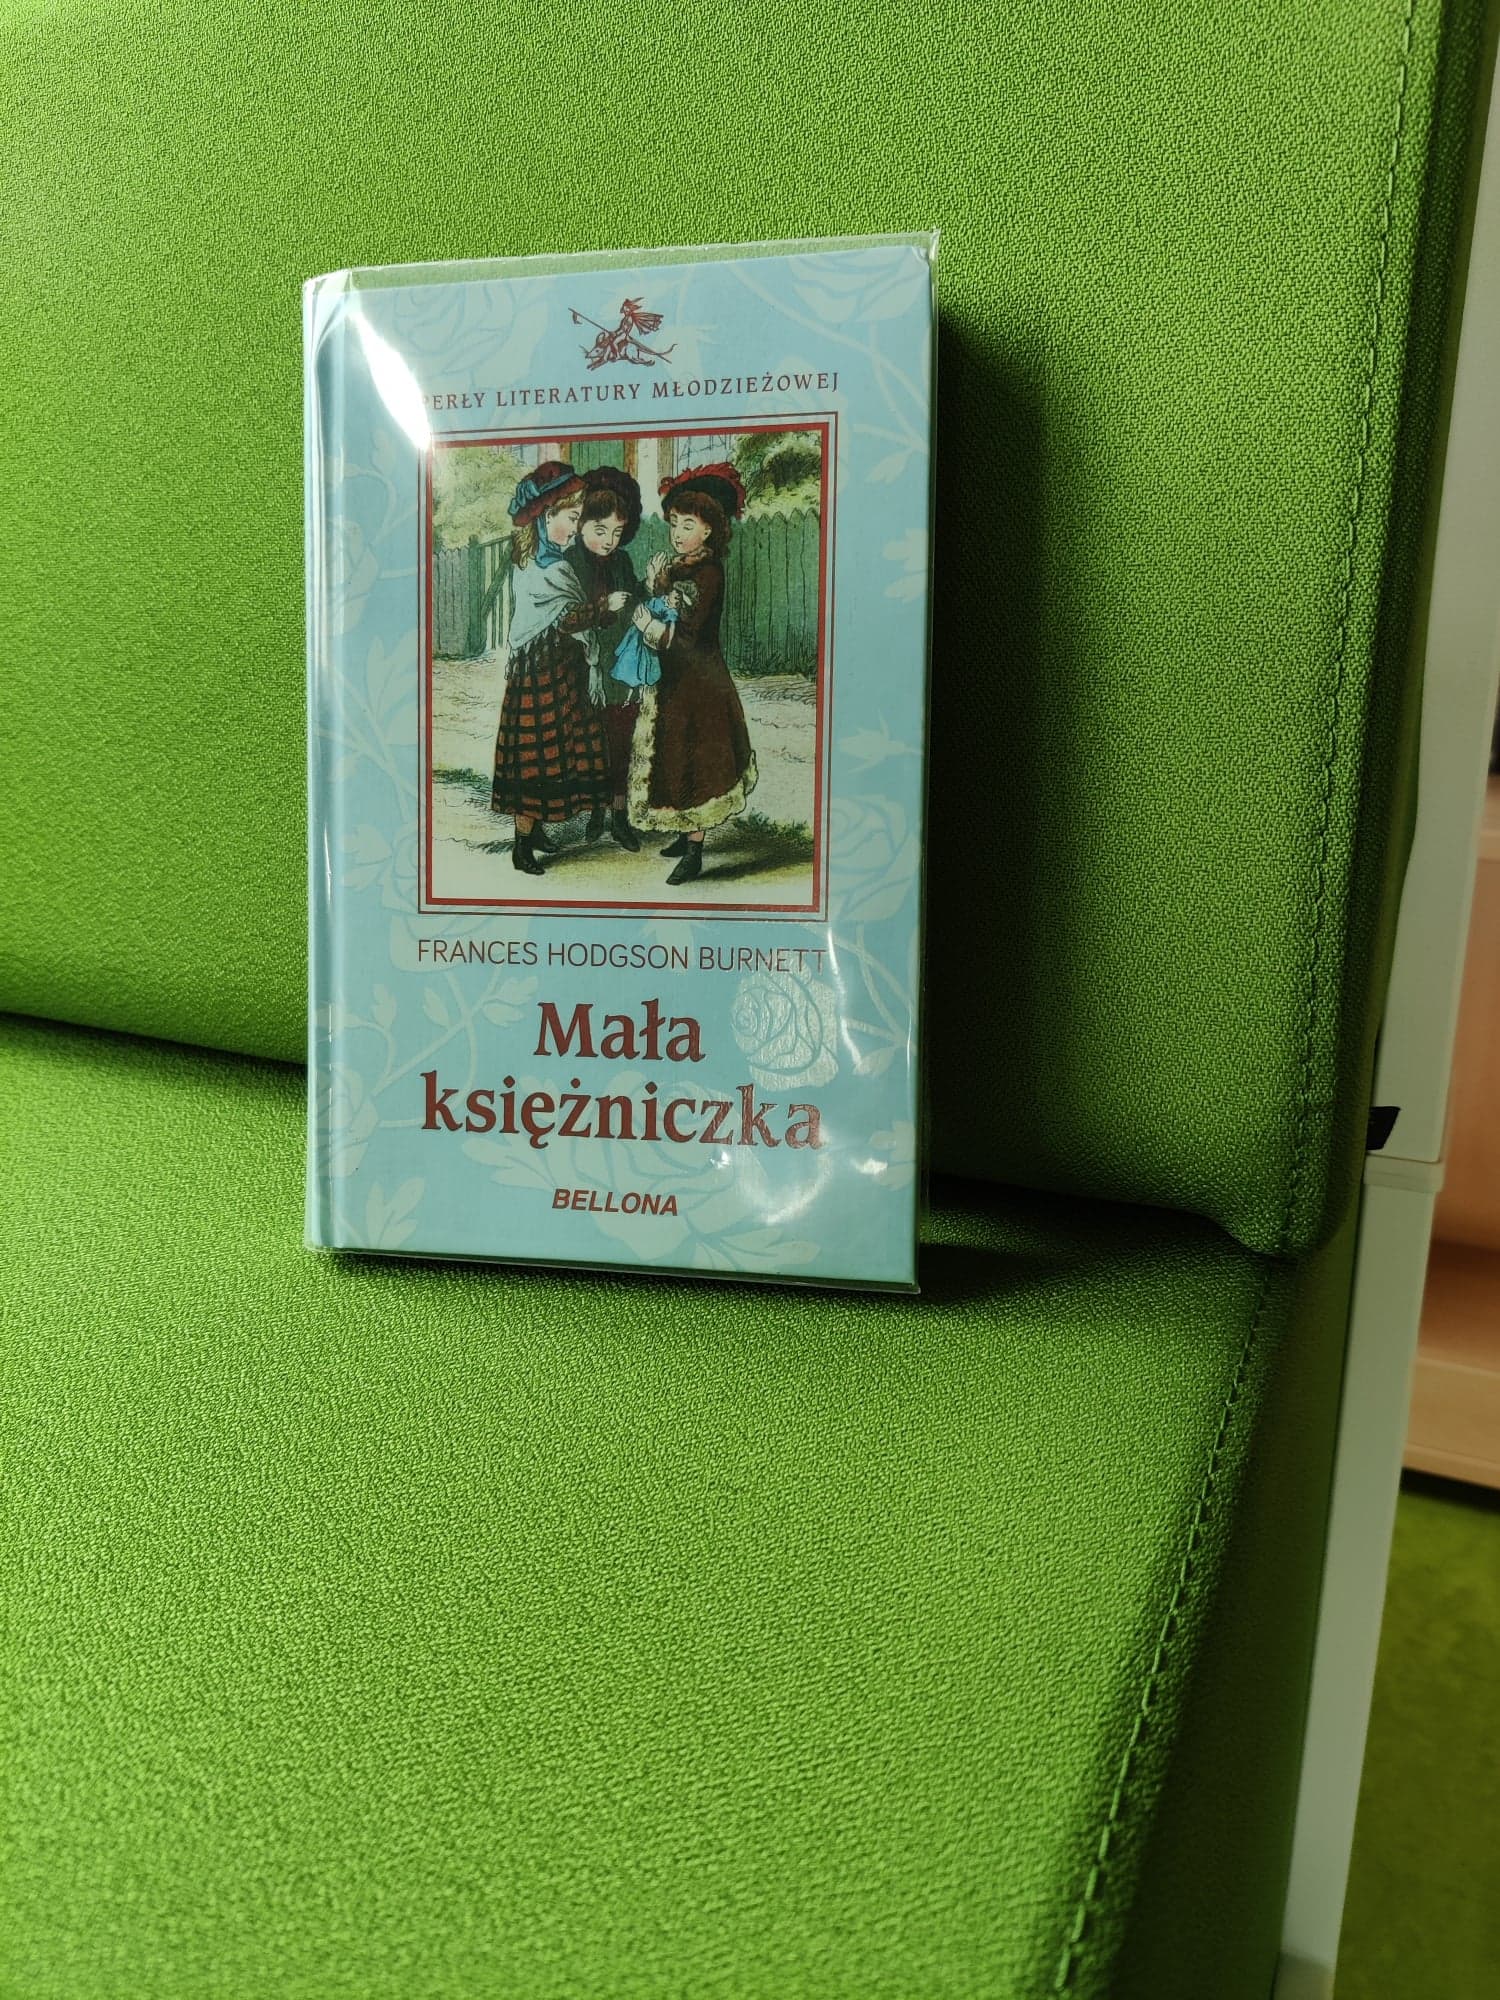 PERŁY LITERATURY MŁODZIEŻOWEJ
FRANCES HODGSON BURNETT
Mała
księżniczka
BELLONA